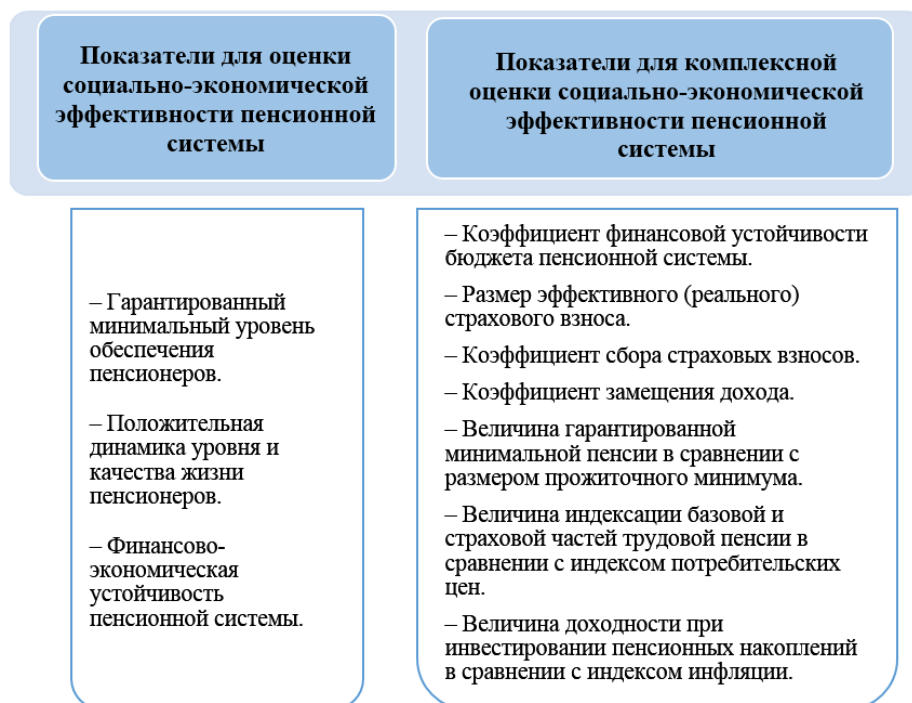 Показатели для оценки
социально-экономической
эффективности пенсионной
системы
Показатели для комплексной
оценки социально-экономической
эффективности пенсионной
системы
– Гарантированный
минимальный уровень
обеспечения
пенсионеров.
– Положительная
динамика уровня и
качества жизни
пенсионеров.
– Финансово-
экономическая
устойчивость
пенсионной системы.
– Коэффициент финансовой устойчивости
бюджета пенсионной системы.
– Размер эффективного (реального)
страхового взноса.
– Коэффициент сбора страховых взносов.
– Коэффициент замещения дохода.
– Величина гарантированной
минимальной пенсии в сравнении с
размером прожиточного минимума.
– Величина индексации базовой и
страховой частей трудовой пенсии в
сравнении с индексом потребительских
цен.
– Величина доходности при
инвестировании пенсионных накоплений
в сравнении с индексом инфляции.